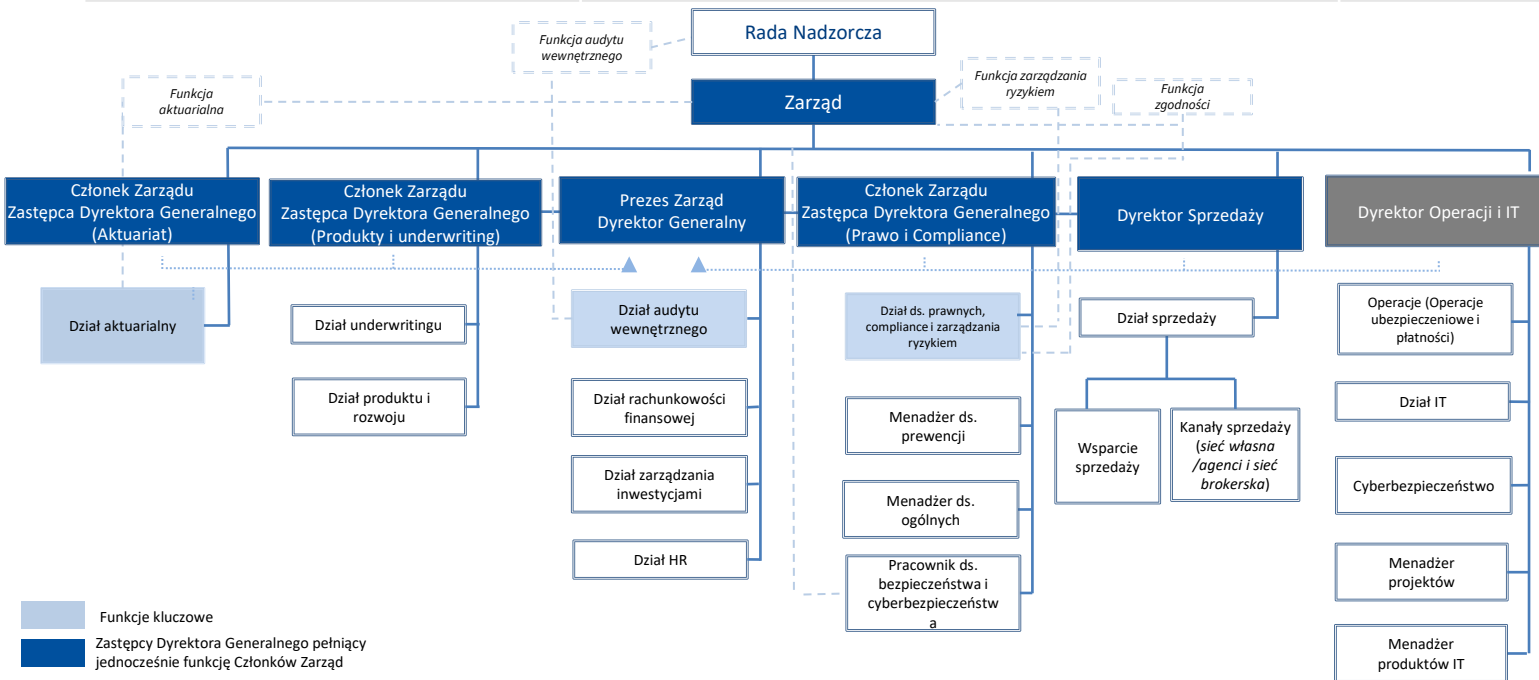 Rada Nadzorcza
Funkcja audytu
wewnętrznego
Funkcja zarządzania
ryzykiem
Funkcja
aktuarialna
Zarząd
Funkcja
zgodności
Członek Zarządu
Zastępca Dyrektora Generalnego
(Aktuariat)
Członek Zarządu
Zastępca Dyrektora Generalnego
(Produkty i underwriting)
Prezes Zarząd
Dyrektor Generalny
Członek Zarządu
Zastępca Dyrektora Generalnego
(Prawo i Compliance)
Dyrektor Sprzedaży
Dyrektor Operacji i IT
Dział aktuarialny
Dział underwritingu
Dział produktu i
rozwoju
Dział audytu
wewnętrznego
Dział rachunkowości
finansowej
Dział zarządzania
inwestycjami
Dział HR
Dział ds. prawnych,
compliance i zarządzania
ryzykiem
Menadżer ds.
prewencji
Menadżer ds.
ogólnych
Pracownik ds.
bezpieczeństwa i
cyberbezpieczeństw
a
Dział sprzedaży
Wsparcie
sprzedaży
Kanały sprzedaży
(sieć własna
/agenci i sieć
brokerska)
Operacje (Operacje
ubezpieczeniowe i
płatności)
Dział IT
Cyberbezpieczeństwo
Menadżer
projektów
Menadżer
produktów IT
Funkcje kluczowe
Zastępcy Dyrektora Generalnego pełniący
jednocześnie funkcję Członków Zarząd